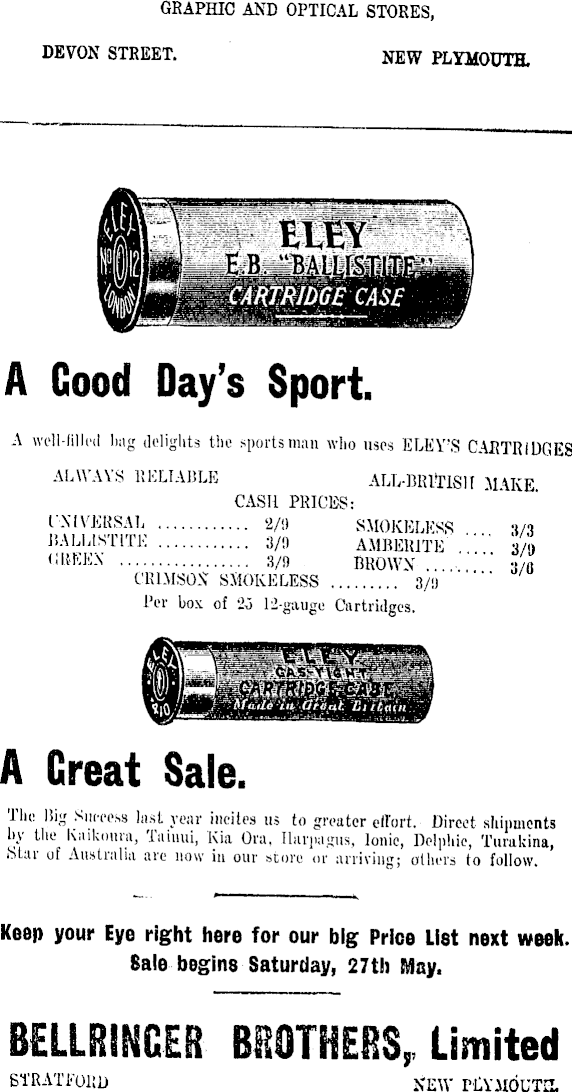 GRAPHIC AND OPTICAL STORES,
DEVON STREET. NEW PLYMOUTH.
ELEY
No 12
LONDON
ELEY
E.B. "BALLISTITE"
CARTRIDGE CASE
A Good Day's Sport.
A well-filled bag delights the sportsman who uses ELEY'S CARTRIDGES
ALWAYS RELIABLE ALL-BRITISH MAKE.
CASH PRICES:
UNIVERSAL ............ 2/9 SMOKELESS .... 3/3
BALLISTITE ............ 3/9 AMBERITE ..... 3/9
GREEN ................. 3/9 BROWN ......... 3/6
CRIMSON SMOKELESS ......... 3/9
Per box of 25 12-gauge Cartridges.
ELEY
ELEY
GAS-TIGHT
CARTRIDGE-CASE
Made in Great Britain
A Great Sale.
The Big Success last year incites us to greater effort. Direct shipments
by the Kaikoura, Tainui, Kia Ora, Harpagus, Ionic, Delphic, Turakina,
Star of Australia are now in our store or arriving; others to follow.
Keep your Eye right here for our big Price List next week.
Sale begins Saturday, 27th May.
BELLRINGER BROTHERS, Limited
STRATFORD NEW PLYMOUTH.